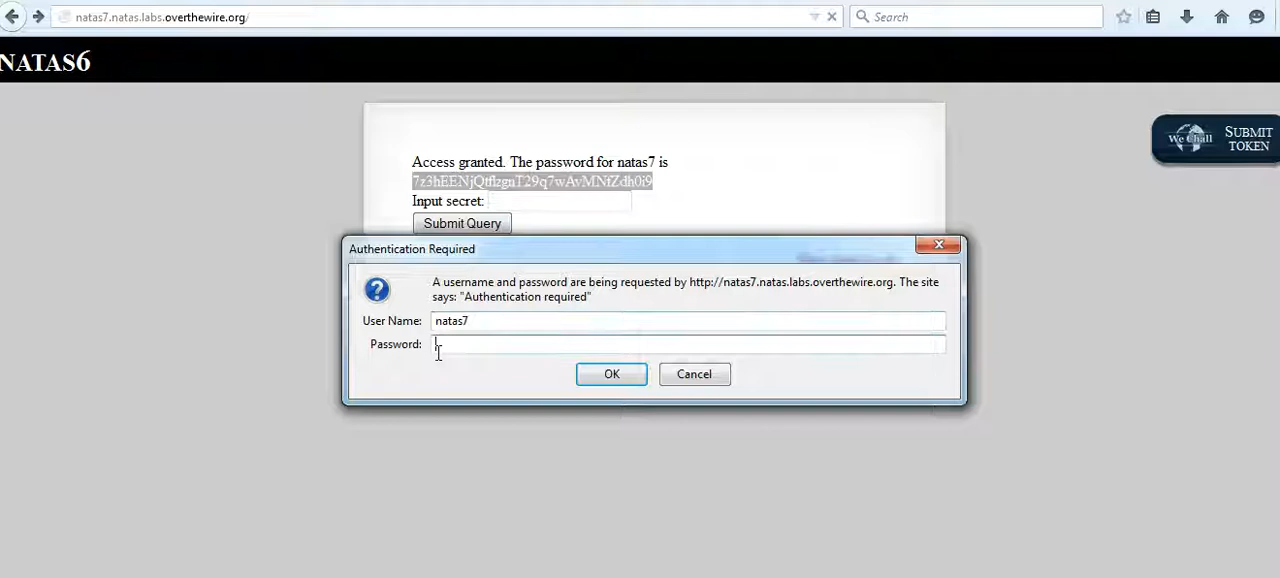 natas7.natas.labs.overthewire.org/
Search
NATAS6
We Chall
SUBMIT
TOKEN
Access granted. The password for natas7 is
7z3hEENjQtflzgnT29q7wAvMNfZdh0i9
Input secret:
Submit Query
Authentication Required
A username and password are being requested by http://natas7.natas.labs.overthewire.org. The site
says: "Authentication required"
User Name: natas7
Password:
OK Cancel